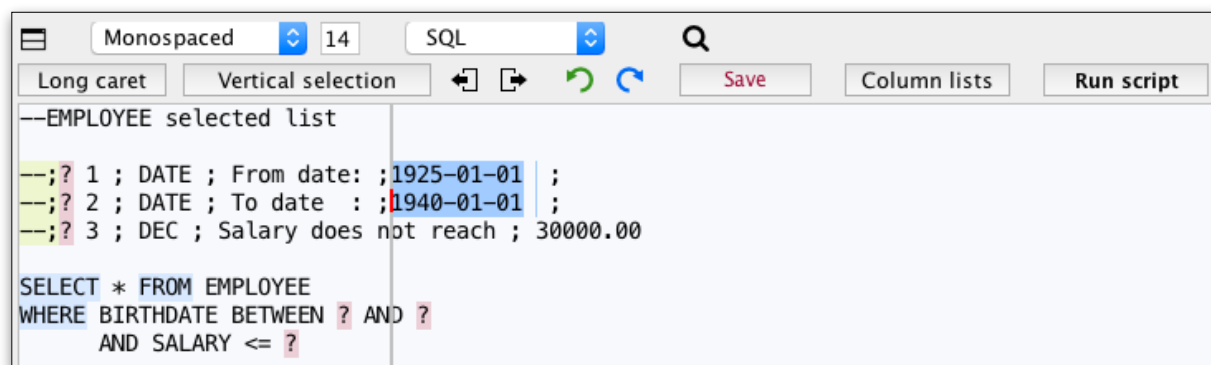 Monospaced 14 SQL
Long caret Vertical selection Save Column lists Run script
--EMPLOYEE selected list
--;? 1 ; DATE ; From date: ;1925-01-01 ;
--;? 2 ; DATE ; To date  : ;1940-01-01 ;
--;? 3 ; DEC ; Salary does not reach ; 30000.00
SELECT * FROM EMPLOYEE
WHERE BIRTHDATE BETWEEN ? AND ?
      AND SALARY <= ?